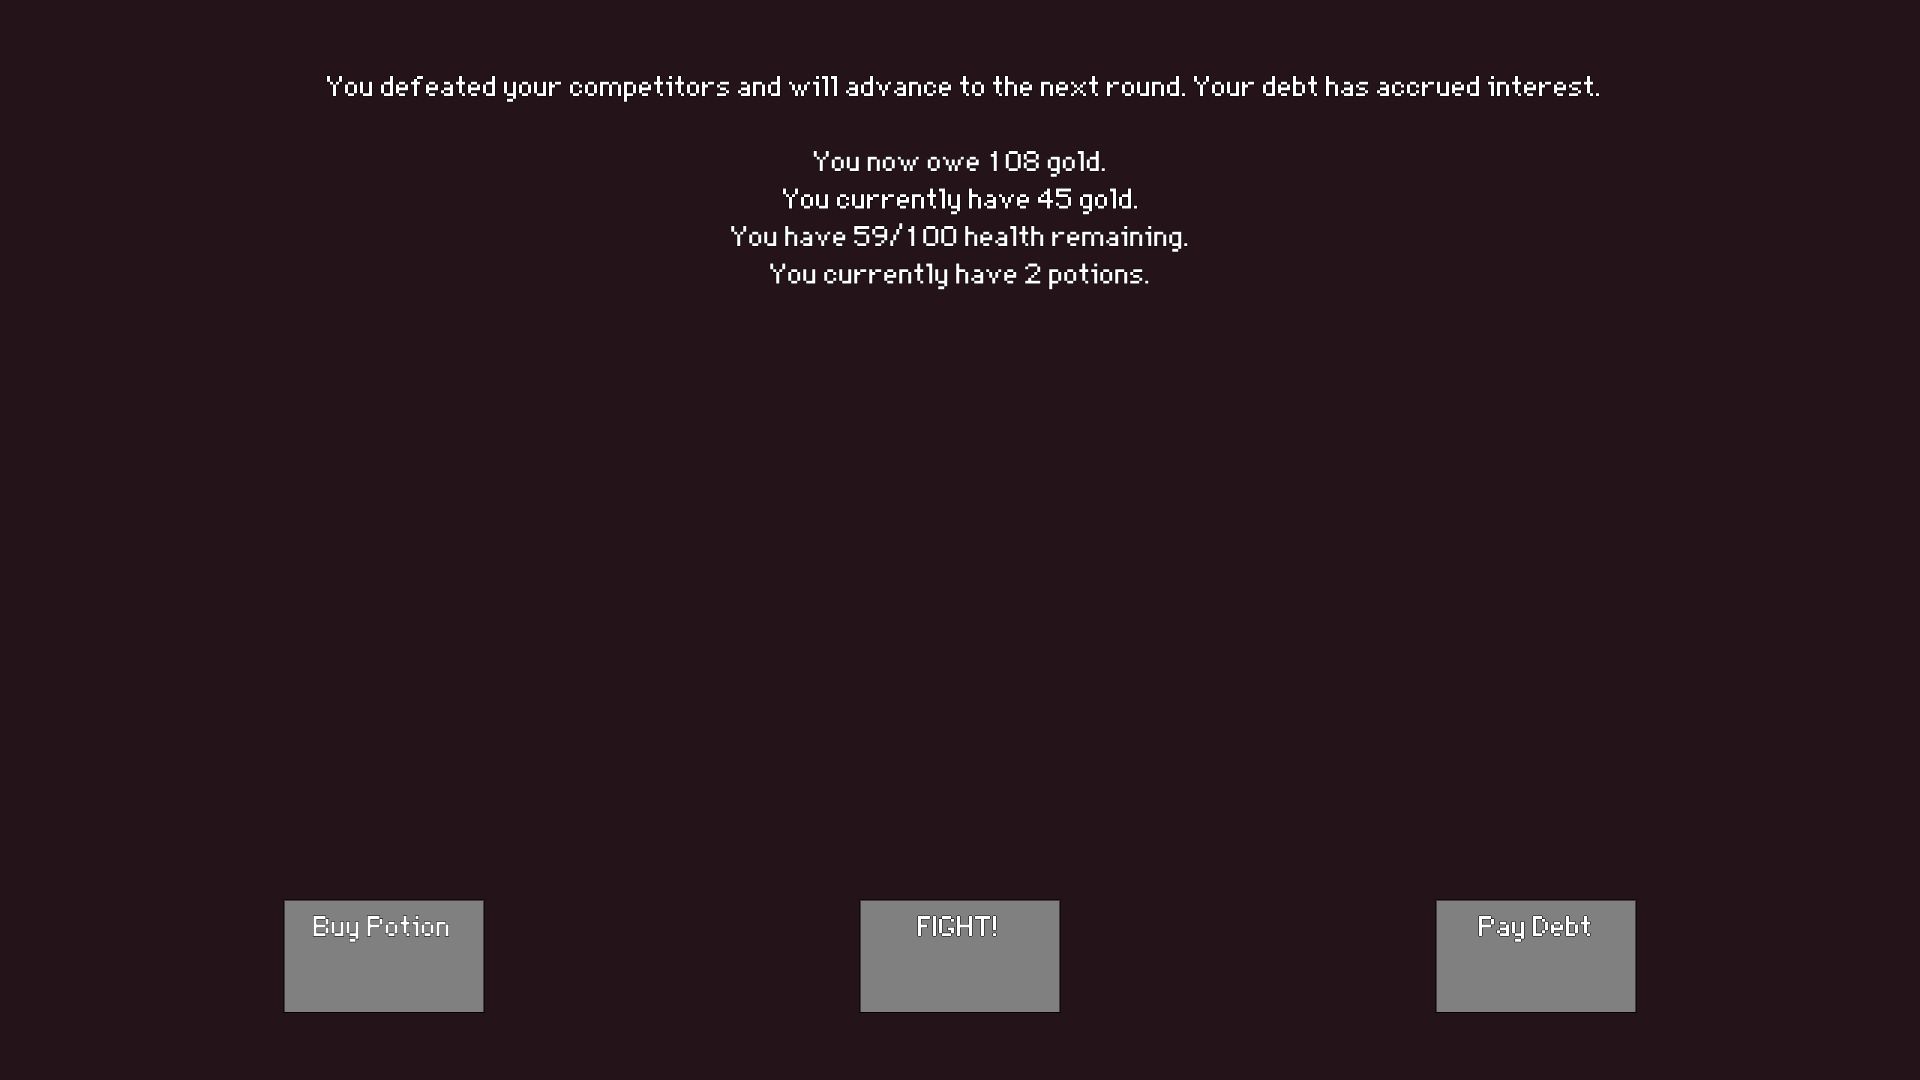 You defeated your competitors and will advance to the next round. Your debt has accrued interest.
You now owe 108 gold.
You currently have 45 gold.
You have 59/100 health remaining.
You currently have 2 potions.
Buy Potion
FIGHT!
Pay Debt